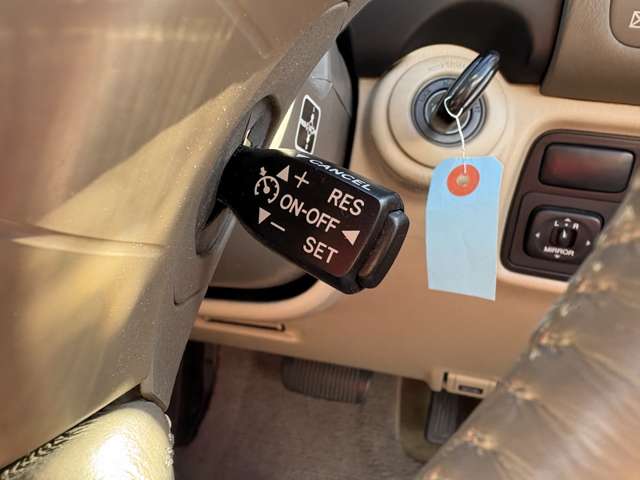 CANCEL
+ RES
ON-OFF
− SET
L R
MIRROR